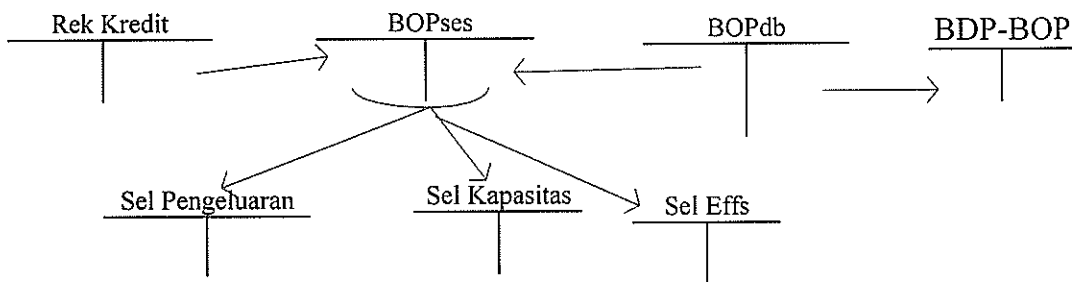 Rek Kredit
BOPses
BOPdb
BDP-BOP
Sel Pengeluaran
Sel Kapasitas
Sel Effs